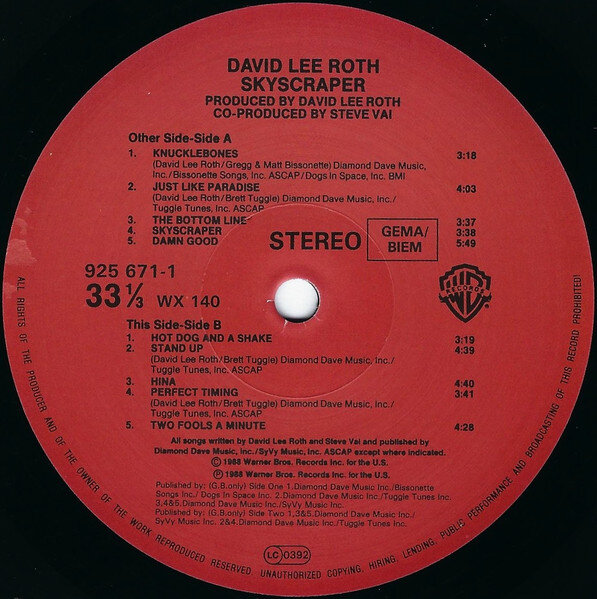 DAVID LEE ROTH
SKYSCRAPER
PRODUCED BY DAVID LEE ROTH
CO-PRODUCED BY STEVE VAI
Other Side-Side A
1. KNUCKLEBONES 3:18
(David Lee Roth/Gregg & Matt Bissonette) Diamond Dave Music,
Inc./Bissonette Songs, Inc. ASCAP/Dogs In Space, Inc. BMI
2. JUST LIKE PARADISE 4:03
(David Lee Roth/Brett Tuggle) Diamond Dave Music, Inc./
Tuggle Tunes, Inc. ASCAP
3. THE BOTTOM LINE 3:37
4. SKYSCRAPER 3:38
5. DAMN GOOD 5:49
STEREO
GEMA/
BIEM
925 671-1
33 1/3 WX 140
WB
RECORDS
This Side-Side B
1. HOT DOG AND A SHAKE 3:19
2. STAND UP 4:39
(David Lee Roth/Brett Tuggle) Diamond Dave Music, Inc./
Tuggle Tunes, Inc. ASCAP
3. HINA 4:40
4. PERFECT TIMING 3:41
(David Lee Roth/Brett Tuggle) Diamond Dave Music, Inc./
Tuggle Tunes, Inc. ASCAP
5. TWO FOOLS A MINUTE 4:28
All songs written by David Lee Roth and Steve Vai and published by
Diamond Dave Music, Inc./SyVy Music, Inc. ASCAP except where indicated.
© 1988 Warner Bros. Records Inc. for the U.S.
℗ 1988 Warner Bros. Records Inc. for the U.S.
Published by: (G.B.only) Side One 1.Diamond Dave Music Inc/Bissonette
Songs Inc./ Dogs In Space Inc. 2.Diamond Dave Music Inc/Tuggle Tunes Inc.
3,4&5.Diamond Dave Music Inc./SyVy Music Inc.
Published by: (G.B.only) Side Two 1,3&5.Diamond Dave Music Inc./
SyVy Music Inc. 2&4.Diamond Dave Music Inc./Tuggle Tunes Inc.
LC 0392
ALL RIGHTS OF THE PRODUCER AND OF THE OWNER OF THE WORK REPRODUCED RESERVED. UNAUTHORIZED COPYING, HIRING, LENDING, PUBLIC PERFORMANCE AND BROADCASTING OF THIS RECORD PROHIBITED!